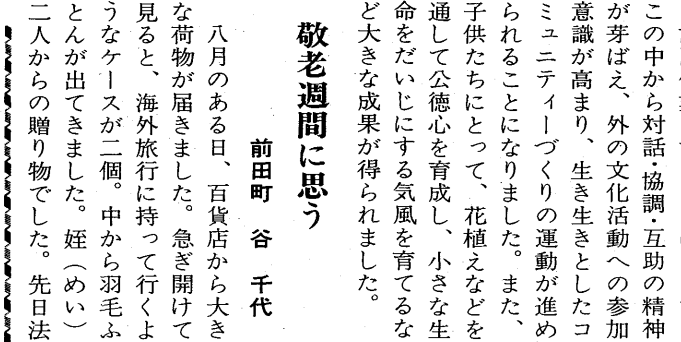 この中から対話・協調・互助の精神
が芽ばえ、外の文化活動への参加
意識が高まり、生き生きとしたコ
ミュニティーづくりの運動が進め
られることになりました。また、
子供たちにとって、花植えなどを
通して公徳心を育成し、小さな生
命をだいじにする気風を育てるな
ど大きな成果が得られました。
敬老週間に思う
前田町 谷 千代
八月のある日、百貨店から大き
な荷物が届きました。急ぎ開けて
見ると、海外旅行に持って行くよ
うなケースが二個。中から羽毛ふ
とんが出てきました。姪(めい)
二人からの贈り物でした。先日法